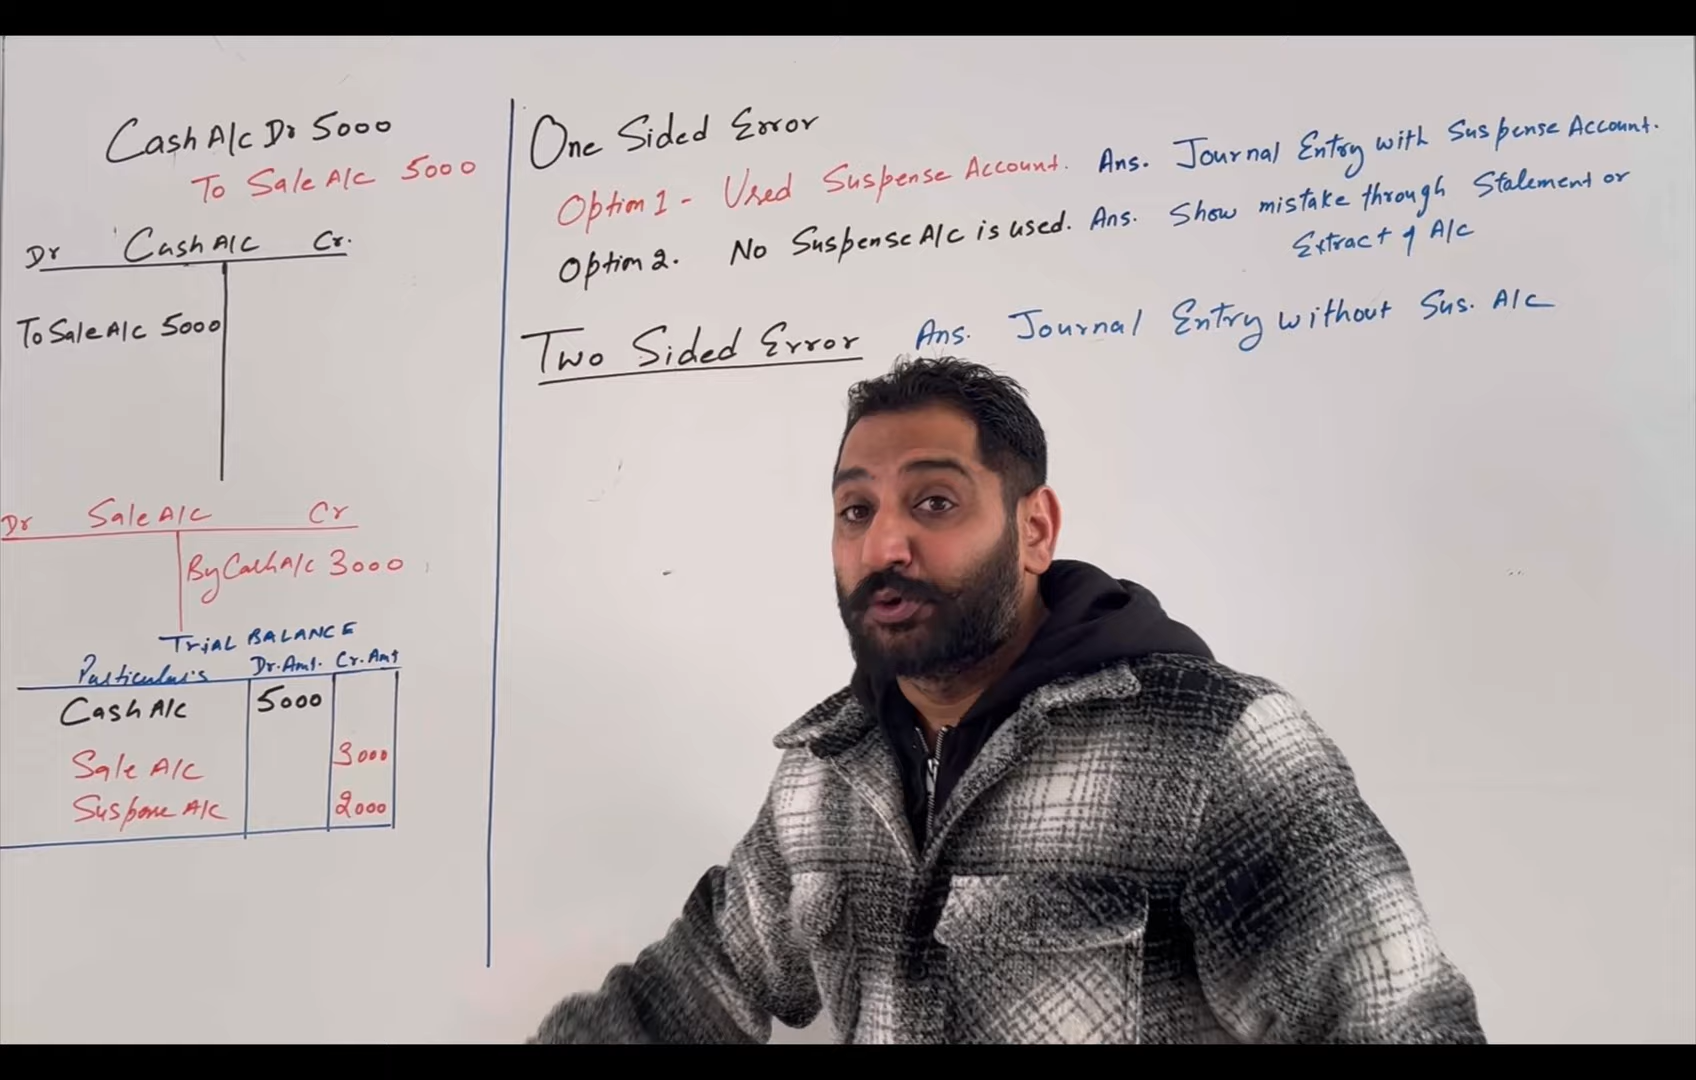 Cash A/c Dr 5000
To Sale A/c 5000
Dr Cash A/c Cr.
To Sale A/c 5000
Dr Sale A/c Cr
By Cash A/c 3000
TRIAL BALANCE
Particulars Dr. Amt. Cr. Amt
Cash A/c 5000
Sale A/c 3000
Suspense A/c 2000
One Sided Error
Option 1 - Used Suspense Account. Ans. Journal Entry with Suspense Account.
Option 2. No Suspense A/c is used. Ans. Show mistake through Statement or
Extract of A/c
Two Sided Error Ans. Journal Entry without Sus. A/c